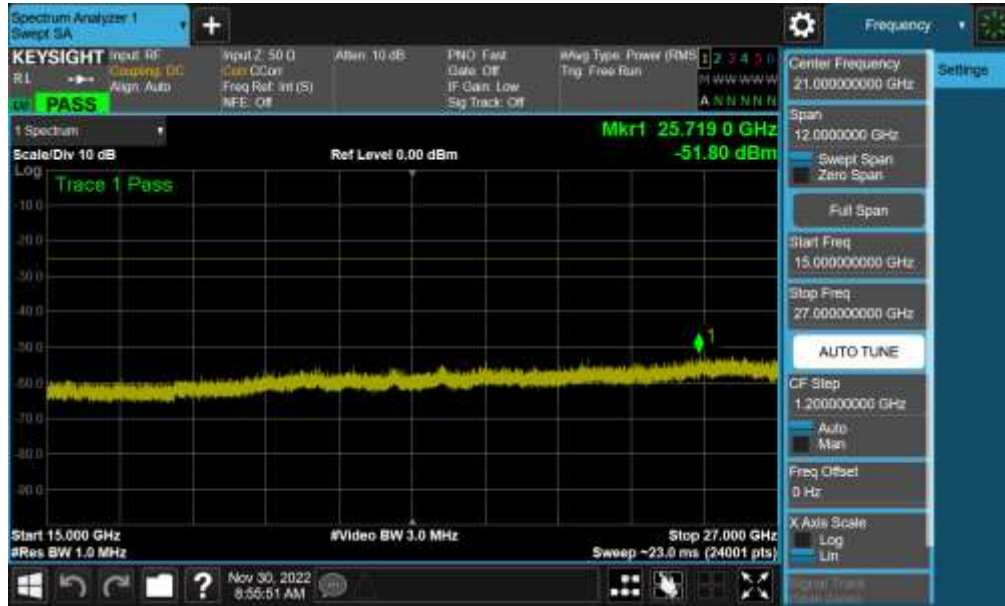 Spectrum Analyzer 1
Swept SA
+
Frequency
KEYSIGHT
RL
PASS
Input: RF
Coupling: DC
Align: Auto
Input Z: 50 Ω
Corr CCorr
Freq Ref: Int (S)
NFE: Off
Atten: 10 dB
PNO: Fast
Gate: Off
IF Gain: Low
Sig Track: Off
#Avg Type: Power (RMS
Trig: Free Run
1 2 3 4 5 6
M W W W W W
A N N N N N
Center Frequency
21.000000000 GHz
Settings
Span
12.0000000 GHz
Swept Span
Zero Span
Full Span
Start Freq
15.000000000 GHz
Stop Freq
27.000000000 GHz
AUTO TUNE
CF Step
1.200000000 GHz
Auto
Man
Freq Offset
0 Hz
X Axis Scale
Log
Lin
Signal Track
1 Spectrum
Mkr1 25.719 0 GHz
Scale/Div 10 dB
Ref Level 0.00 dBm
-51.80 dBm
Log
Trace 1 Pass
-10.0
-20.0
-30.0
-40.0
-50.0
-60.0
-70.0
-80.0
-90.0
1
Start 15.000 GHz
#Video BW 3.0 MHz
Stop 27.000 GHz
#Res BW 1.0 MHz
Sweep ~23.0 ms (24001 pts)
?
Nov 30, 2022
8:55:51 AM